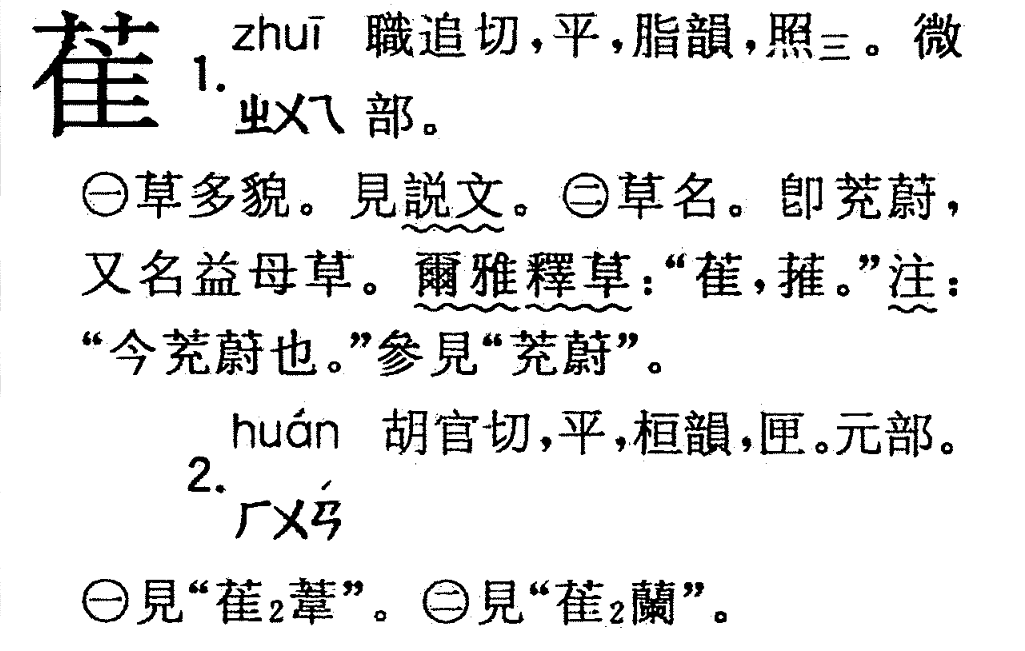 萑 1. zhuī 職追切，平，脂韻，照三。微
ㄓㄨㄟ 部。
㊀草多貌。見説文。㊁草名。卽茺蔚，
又名益母草。爾雅釋草：“萑，蓷。”注：
“今茺蔚也。”參見“茺蔚”。
2. huán 胡官切，平，桓韻，匣。元部。
ㄏㄨㄢˊ
㊀見“萑₂葦”。㊁見“萑₂蘭”。